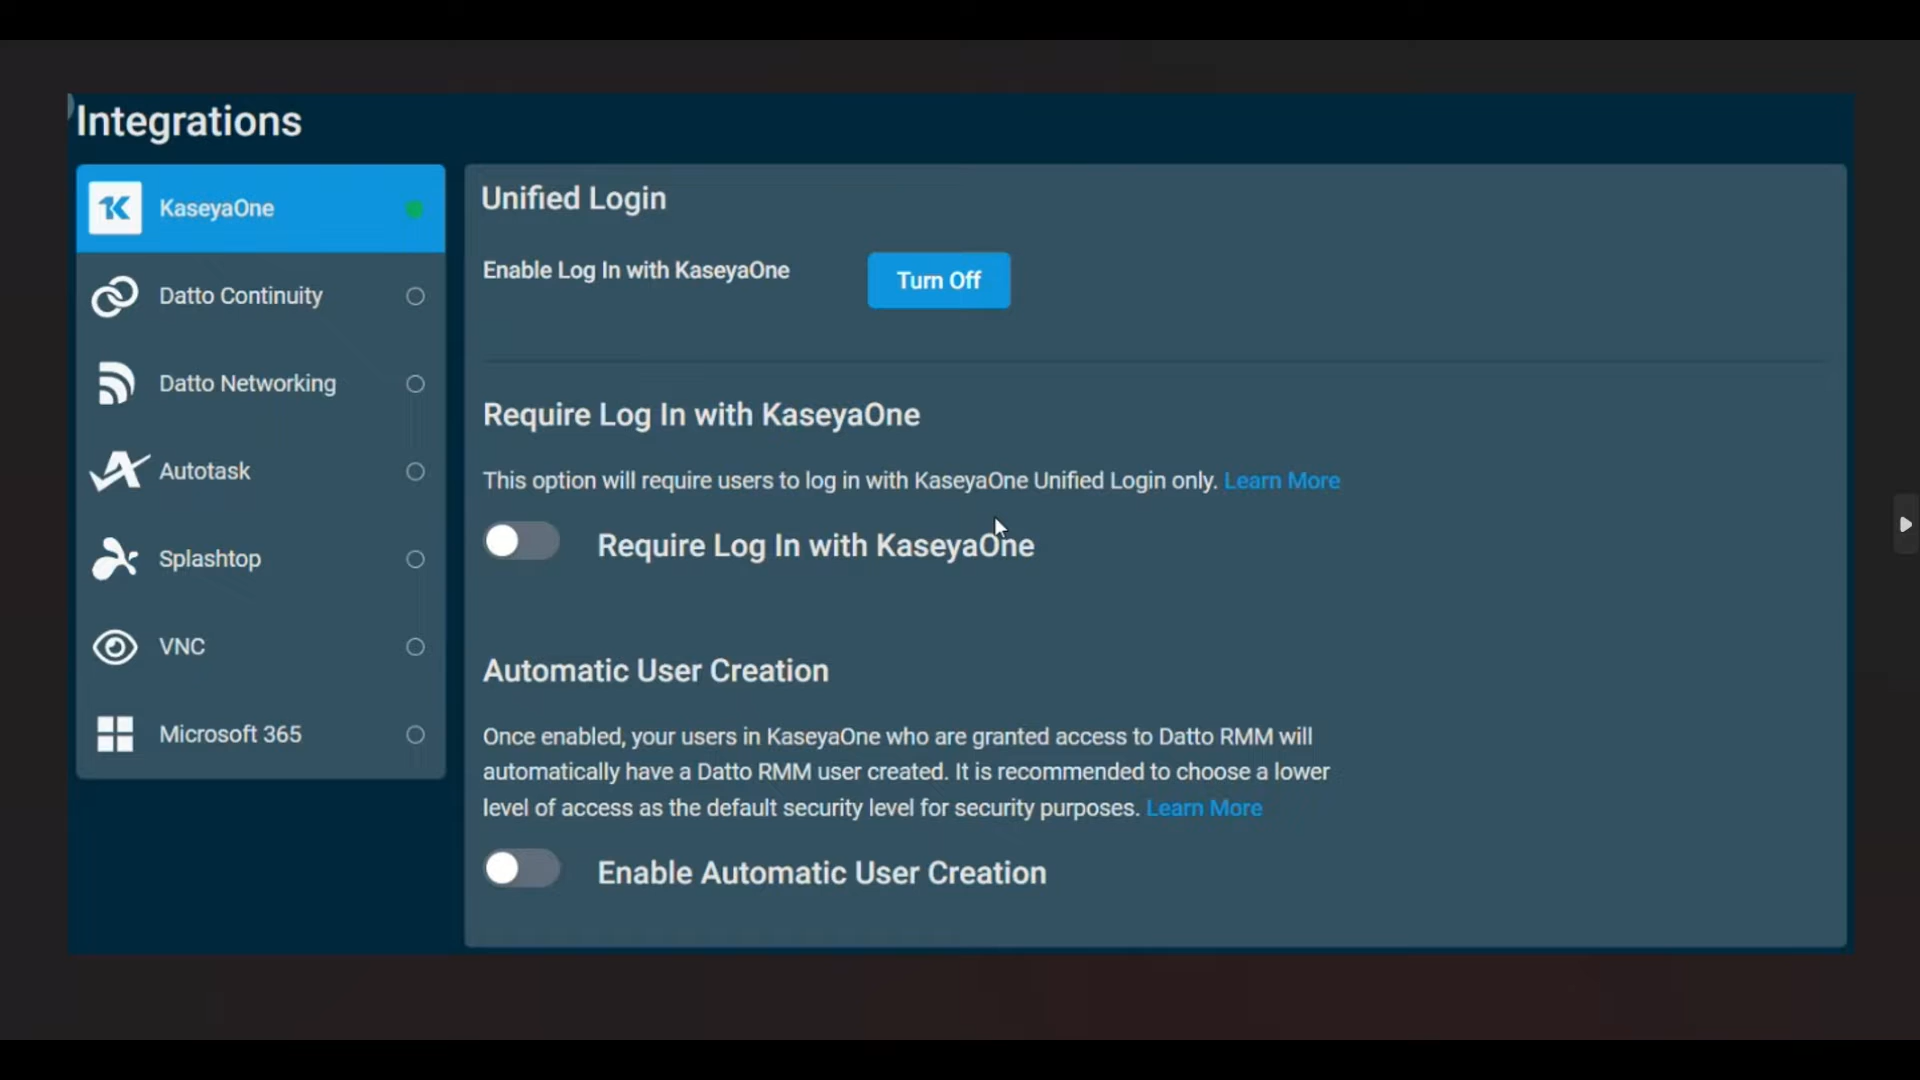 Integrations
KaseyaOne
Datto Continuity
Datto Networking
Autotask
Splashtop
VNC
Microsoft 365
Unified Login
Enable Log In with KaseyaOne
Turn Off
Require Log In with KaseyaOne
This option will require users to log in with KaseyaOne Unified Login only. Learn More
Require Log In with KaseyaOne
Automatic User Creation
Once enabled, your users in KaseyaOne who are granted access to Datto RMM will
automatically have a Datto RMM user created. It is recommended to choose a lower
level of access as the default security level for security purposes. Learn More
Enable Automatic User Creation